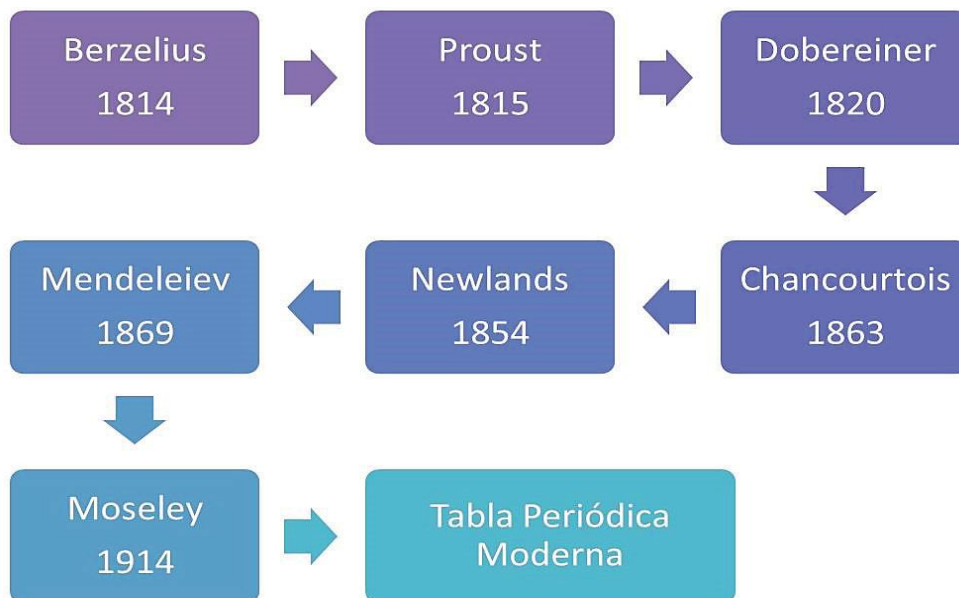 Berzelius
1814
Proust
1815
Dobereiner
1820
Chancourtois
1863
Newlands
1854
Mendeleiev
1869
Moseley
1914
Tabla Periódica
Moderna